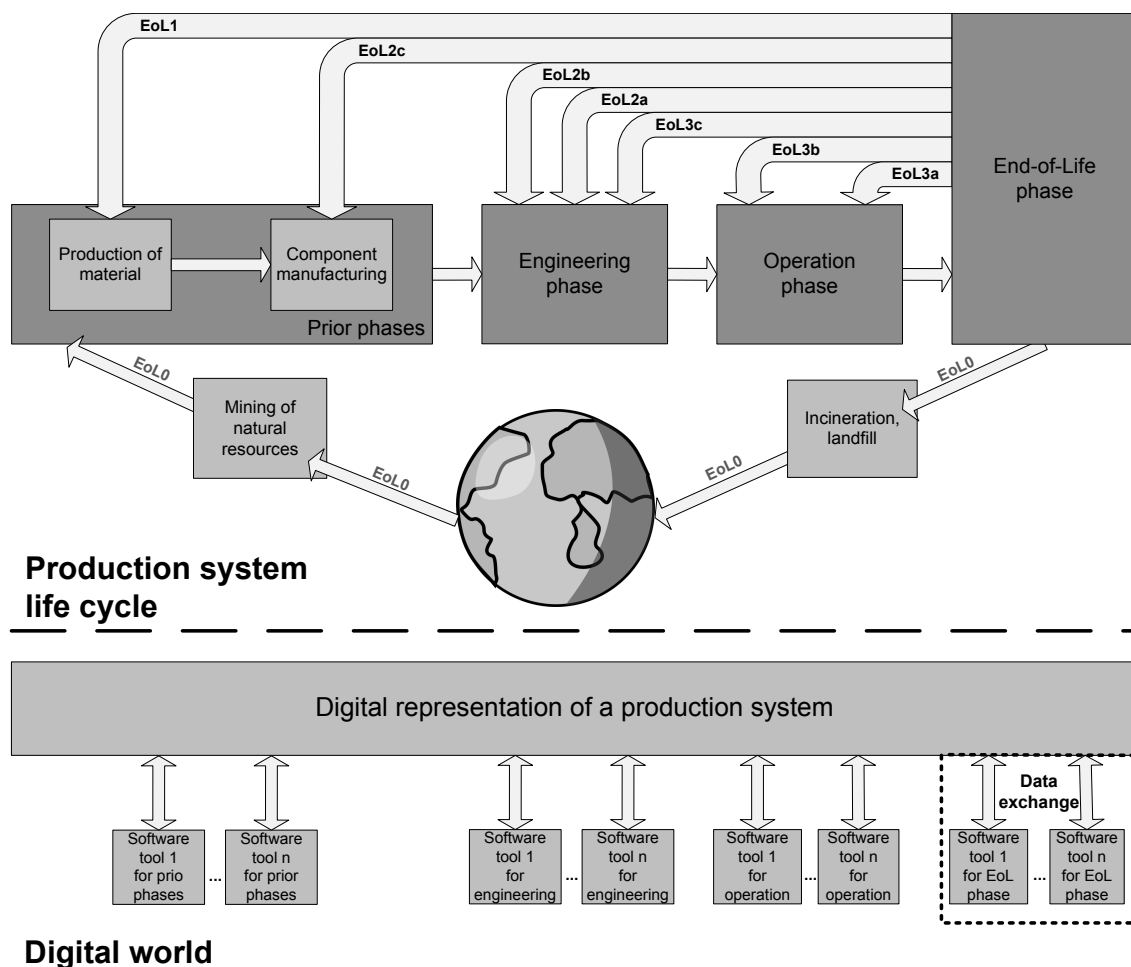 EoL1
EoL2c
EoL2b
EoL2a
EoL3c
EoL3b
EoL3a
End-of-Life
phase
Production of
material
Component
manufacturing
Prior phases
Engineering
phase
Operation
phase
EoL0
EoL0
Mining of
natural
resources
Incineration,
landfill
EoL0
EoL0
Production system
life cycle
Digital representation of a production system
Data
exchange
Software
tool 1
for prio
phases
...
Software
tool n
for prior
phases
Software
tool 1
for
engineering
...
Software
tool n
for
engineering
Software
tool 1
for
operation
...
Software
tool n
for
operation
Software
tool 1
for EoL
phase
...
Software
tool n
for EoL
phase
Digital world